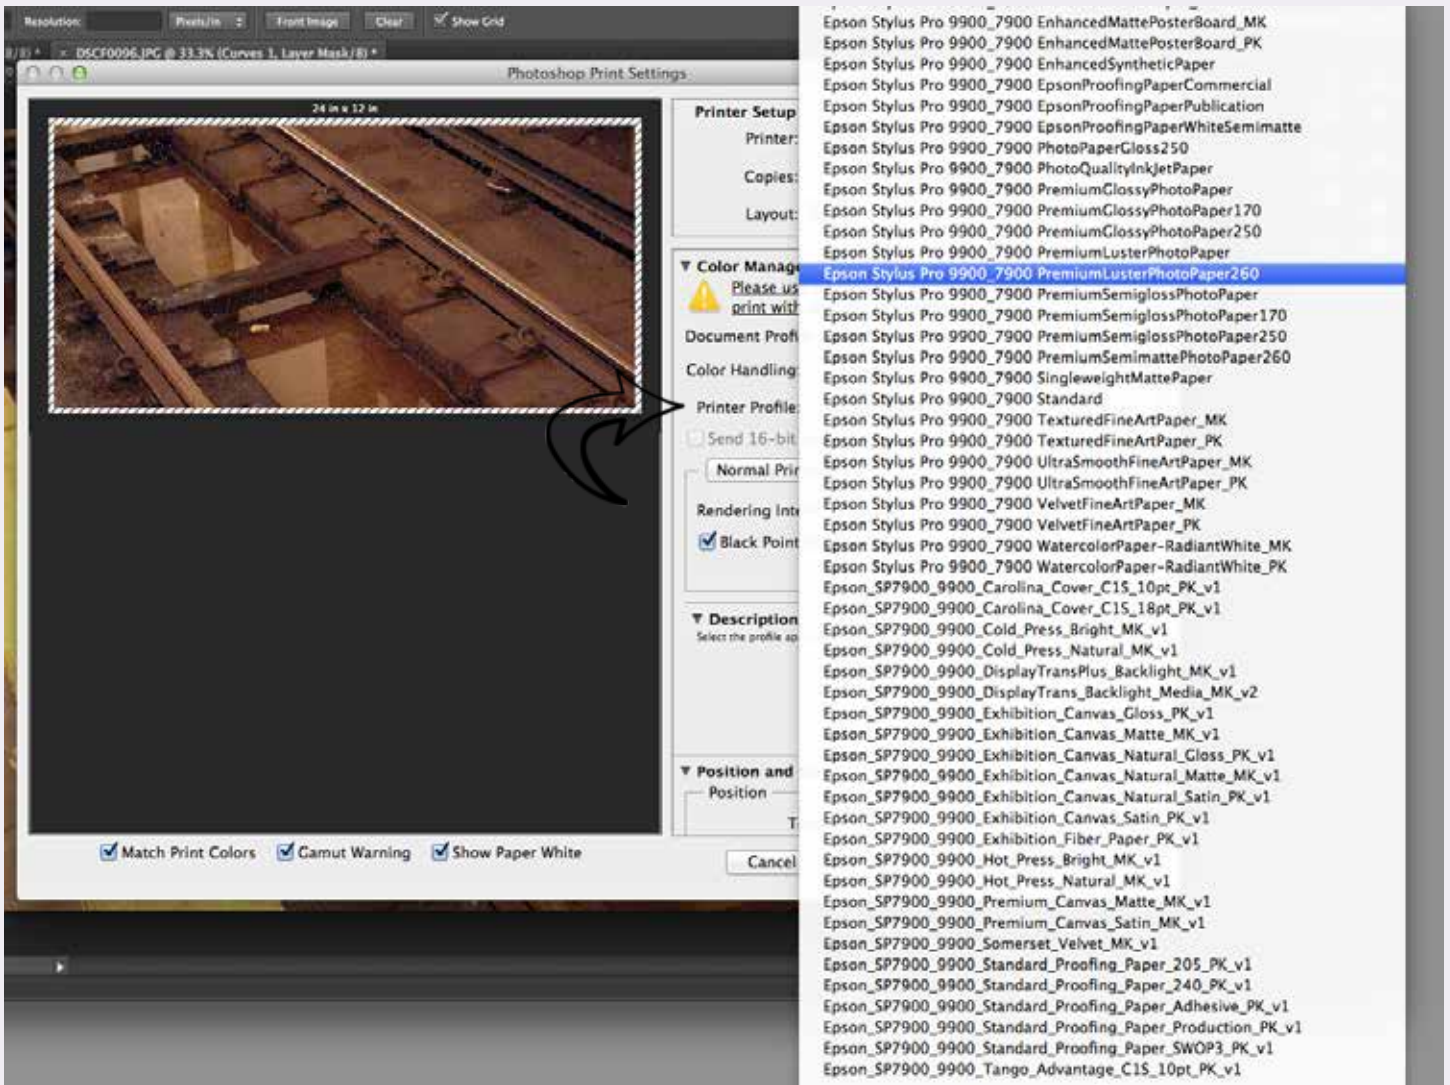 Resolution: Pixels/in Front Image Clear Show Grid
/8) * × DSCF0096.JPG @ 33.3% (Curves 1, Layer Mask/8) *
Photoshop Print Settings
24 in x 12 in
Printer Setup
Printer:
Copies:
Layout:
Color Manage
Please us
print with
Document Profi
Color Handling:
Printer Profile:
Send 16-bit
Normal Prin
Rendering Inte
Black Point
Description
Select the profile ap
Position and
Position
T
Match Print Colors Gamut Warning Show Paper White
Cancel
Epson Stylus Pro 9900_7900 EnhancedMattePosterBoard_MK
Epson Stylus Pro 9900_7900 EnhancedMattePosterBoard_PK
Epson Stylus Pro 9900_7900 EnhancedSyntheticPaper
Epson Stylus Pro 9900_7900 EpsonProofingPaperCommercial
Epson Stylus Pro 9900_7900 EpsonProofingPaperPublication
Epson Stylus Pro 9900_7900 EpsonProofingPaperWhiteSemimatte
Epson Stylus Pro 9900_7900 PhotoPaperGloss250
Epson Stylus Pro 9900_7900 PhotoQualityInkJetPaper
Epson Stylus Pro 9900_7900 PremiumGlossyPhotoPaper
Epson Stylus Pro 9900_7900 PremiumGlossyPhotoPaper170
Epson Stylus Pro 9900_7900 PremiumGlossyPhotoPaper250
Epson Stylus Pro 9900_7900 PremiumLusterPhotoPaper
Epson Stylus Pro 9900_7900 PremiumLusterPhotoPaper260
Epson Stylus Pro 9900_7900 PremiumSemiglossPhotoPaper
Epson Stylus Pro 9900_7900 PremiumSemiglossPhotoPaper170
Epson Stylus Pro 9900_7900 PremiumSemiglossPhotoPaper250
Epson Stylus Pro 9900_7900 PremiumSemimattePhotoPaper260
Epson Stylus Pro 9900_7900 SingleweightMattePaper
Epson Stylus Pro 9900_7900 Standard
Epson Stylus Pro 9900_7900 TexturedFineArtPaper_MK
Epson Stylus Pro 9900_7900 TexturedFineArtPaper_PK
Epson Stylus Pro 9900_7900 UltraSmoothFineArtPaper_MK
Epson Stylus Pro 9900_7900 UltraSmoothFineArtPaper_PK
Epson Stylus Pro 9900_7900 VelvetFineArtPaper_MK
Epson Stylus Pro 9900_7900 VelvetFineArtPaper_PK
Epson Stylus Pro 9900_7900 WatercolorPaper-RadiantWhite_MK
Epson Stylus Pro 9900_7900 WatercolorPaper-RadiantWhite_PK
Epson_SP7900_9900_Carolina_Cover_C1S_10pt_PK_v1
Epson_SP7900_9900_Carolina_Cover_C1S_18pt_PK_v1
Epson_SP7900_9900_Cold_Press_Bright_MK_v1
Epson_SP7900_9900_Cold_Press_Natural_MK_v1
Epson_SP7900_9900_DisplayTransPlus_Backlight_MK_v1
Epson_SP7900_9900_DisplayTrans_Backlight_Media_MK_v2
Epson_SP7900_9900_Exhibition_Canvas_Gloss_PK_v1
Epson_SP7900_9900_Exhibition_Canvas_Matte_MK_v1
Epson_SP7900_9900_Exhibition_Canvas_Natural_Gloss_PK_v1
Epson_SP7900_9900_Exhibition_Canvas_Natural_Matte_MK_v1
Epson_SP7900_9900_Exhibition_Canvas_Natural_Satin_PK_v1
Epson_SP7900_9900_Exhibition_Canvas_Satin_PK_v1
Epson_SP7900_9900_Exhibition_Fiber_Paper_PK_v1
Epson_SP7900_9900_Hot_Press_Bright_MK_v1
Epson_SP7900_9900_Hot_Press_Natural_MK_v1
Epson_SP7900_9900_Premium_Canvas_Matte_MK_v1
Epson_SP7900_9900_Premium_Canvas_Satin_MK_v1
Epson_SP7900_9900_Somerset_Velvet_MK_v1
Epson_SP7900_9900_Standard_Proofing_Paper_205_PK_v1
Epson_SP7900_9900_Standard_Proofing_Paper_240_PK_v1
Epson_SP7900_9900_Standard_Proofing_Paper_Adhesive_PK_v1
Epson_SP7900_9900_Standard_Proofing_Paper_Production_PK_v1
Epson_SP7900_9900_Standard_Proofing_Paper_SWOP3_PK_v1
Epson_SP7900_9900_Tango_Advantage_C1S_10pt_PK_v1